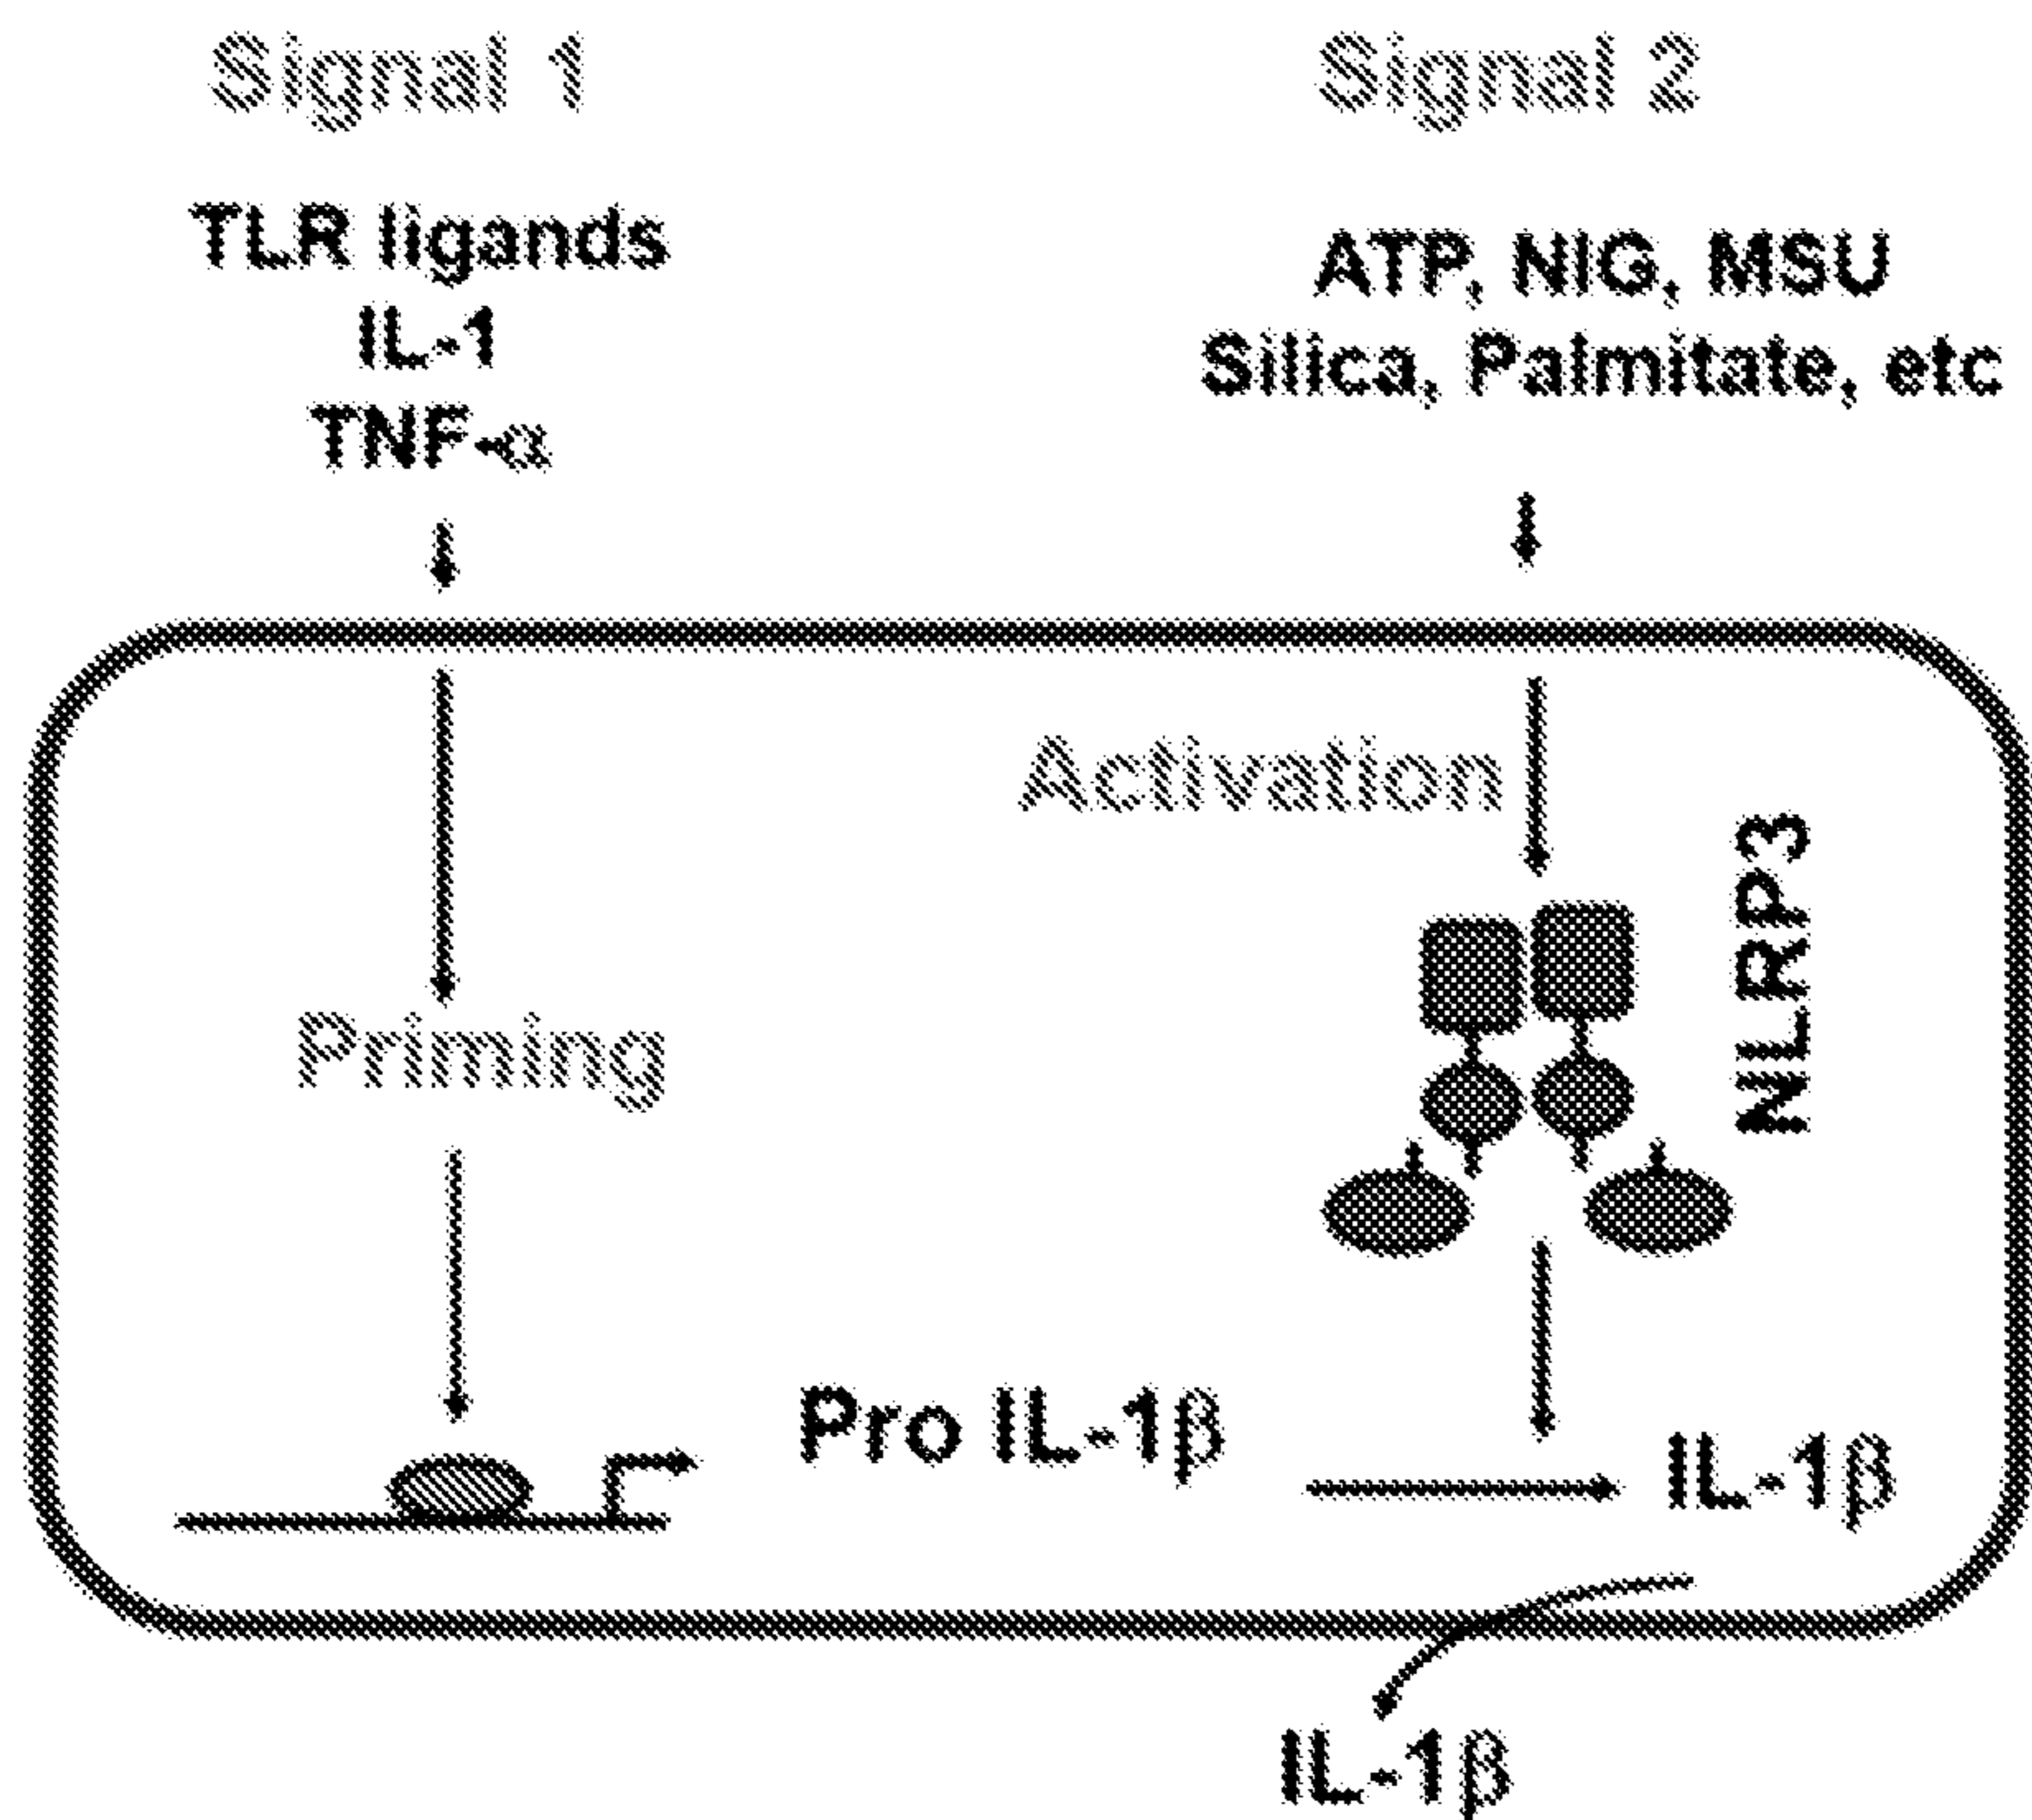 Signal 1
TLR ligands
IL-1
TNF-α
Signal 2
ATP, NIG, MSU
Silica, Palmitate, etc
Activation
NLRP3
Priming
Pro IL-1β
IL-1β
IL-1β